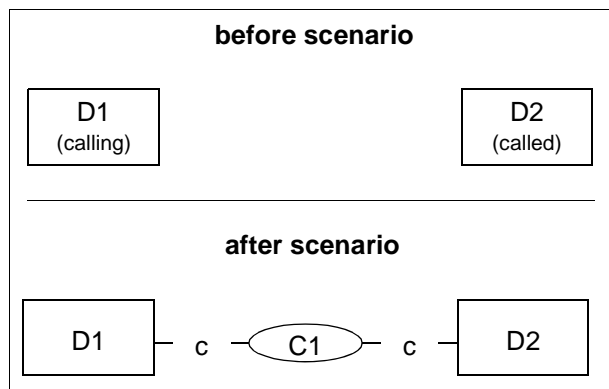 before scenario
D1 D2
(calling) (called)
after scenario
D1 c C1 c D2